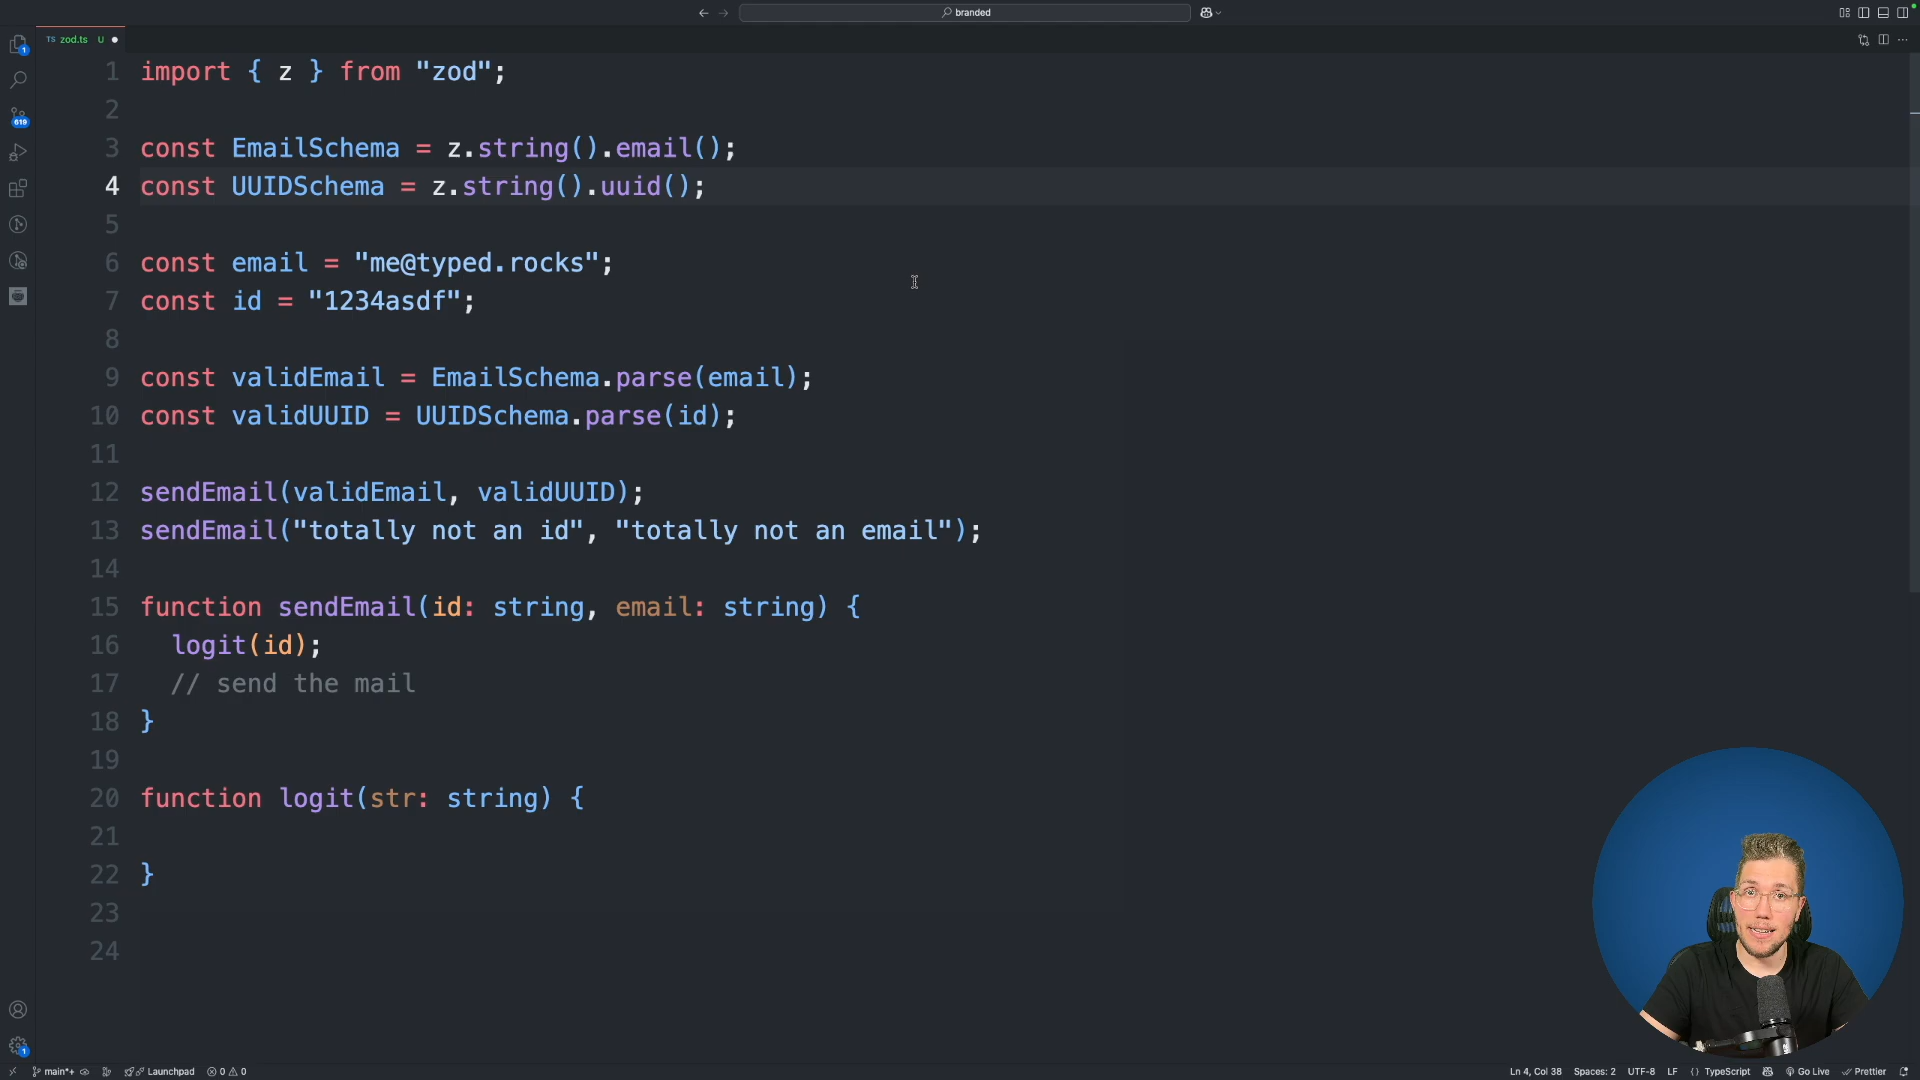 branded
TS zod.ts U
1 import { z } from "zod";
2
3 const EmailSchema = z.string().email();
4 const UUIDSchema = z.string().uuid();
5
6 const email = "me@typed.rocks";
7 const id = "1234asdf";
8
9 const validEmail = EmailSchema.parse(email);
10 const validUUID = UUIDSchema.parse(id);
11
12 sendEmail(validEmail, validUUID);
13 sendEmail("totally not an id", "totally not an email");
14
15 function sendEmail(id: string, email: string) {
16 logit(id);
17 // send the mail
18 }
19
20 function logit(str: string) {
21
22 }
23
24
1
619
1
main*+ Launchpad 0 0 Ln 4, Col 38 Spaces: 2 UTF-8 LF {} TypeScript Go Live Prettier